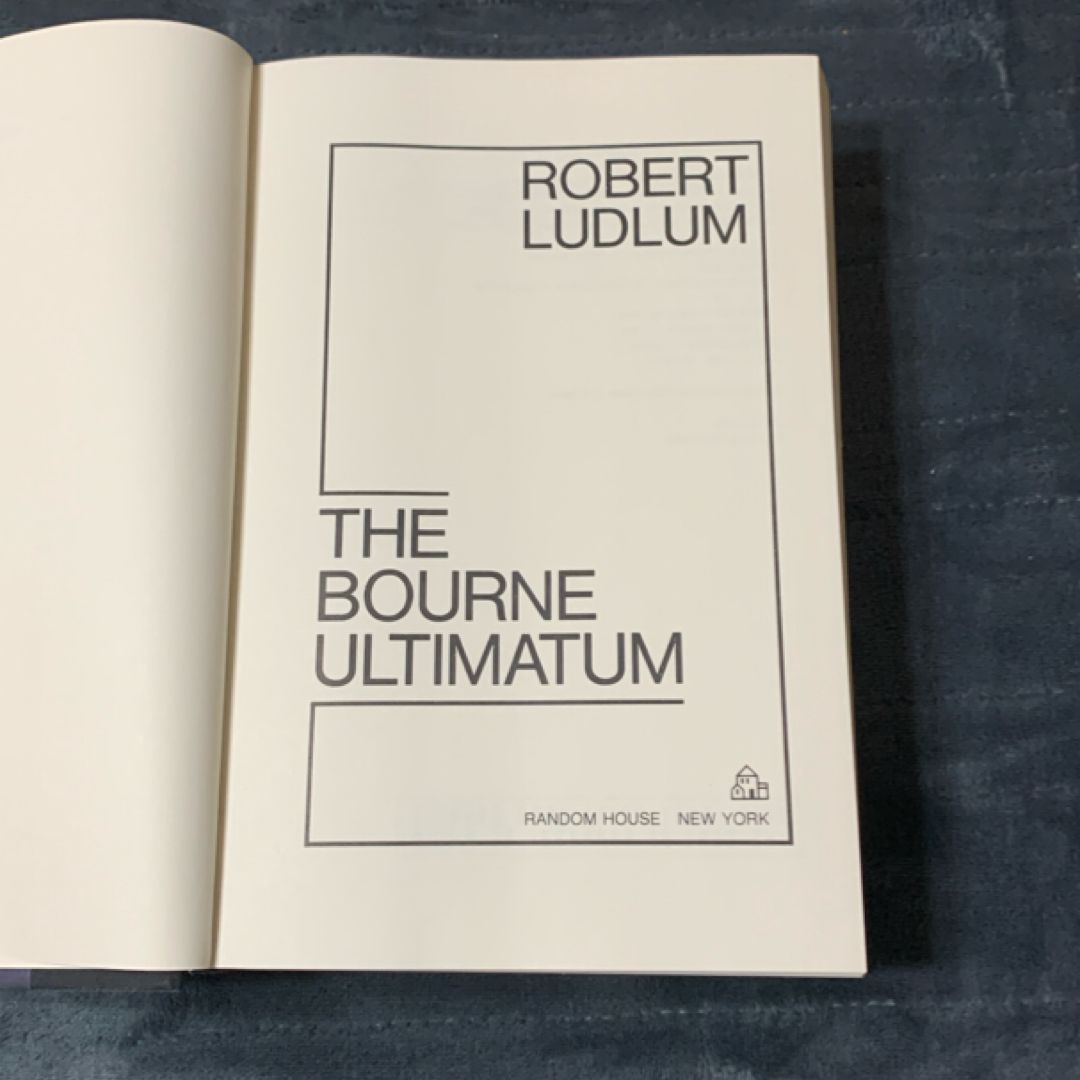 ROBERT
LUDLUM
THE
BOURNE
ULTIMATUM
RANDOM HOUSE NEW YORK